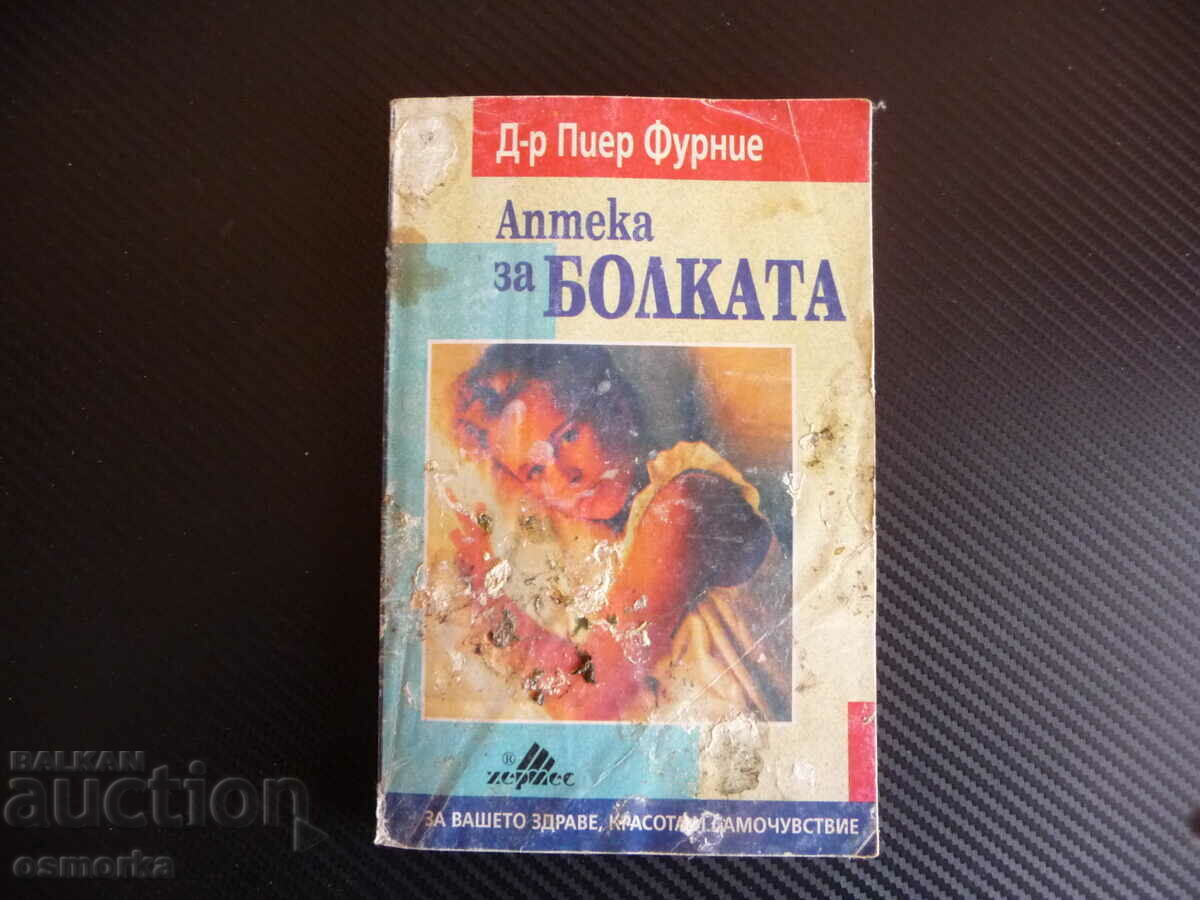 Д-р Пиер Фурние
Аптека
за БОЛКАТА
®
хермес
ЗА ВАШЕТО ЗДРАВЕ, КРАСОТА И САМОЧУВСТВИЕ
BALKAN
auction
osmorka